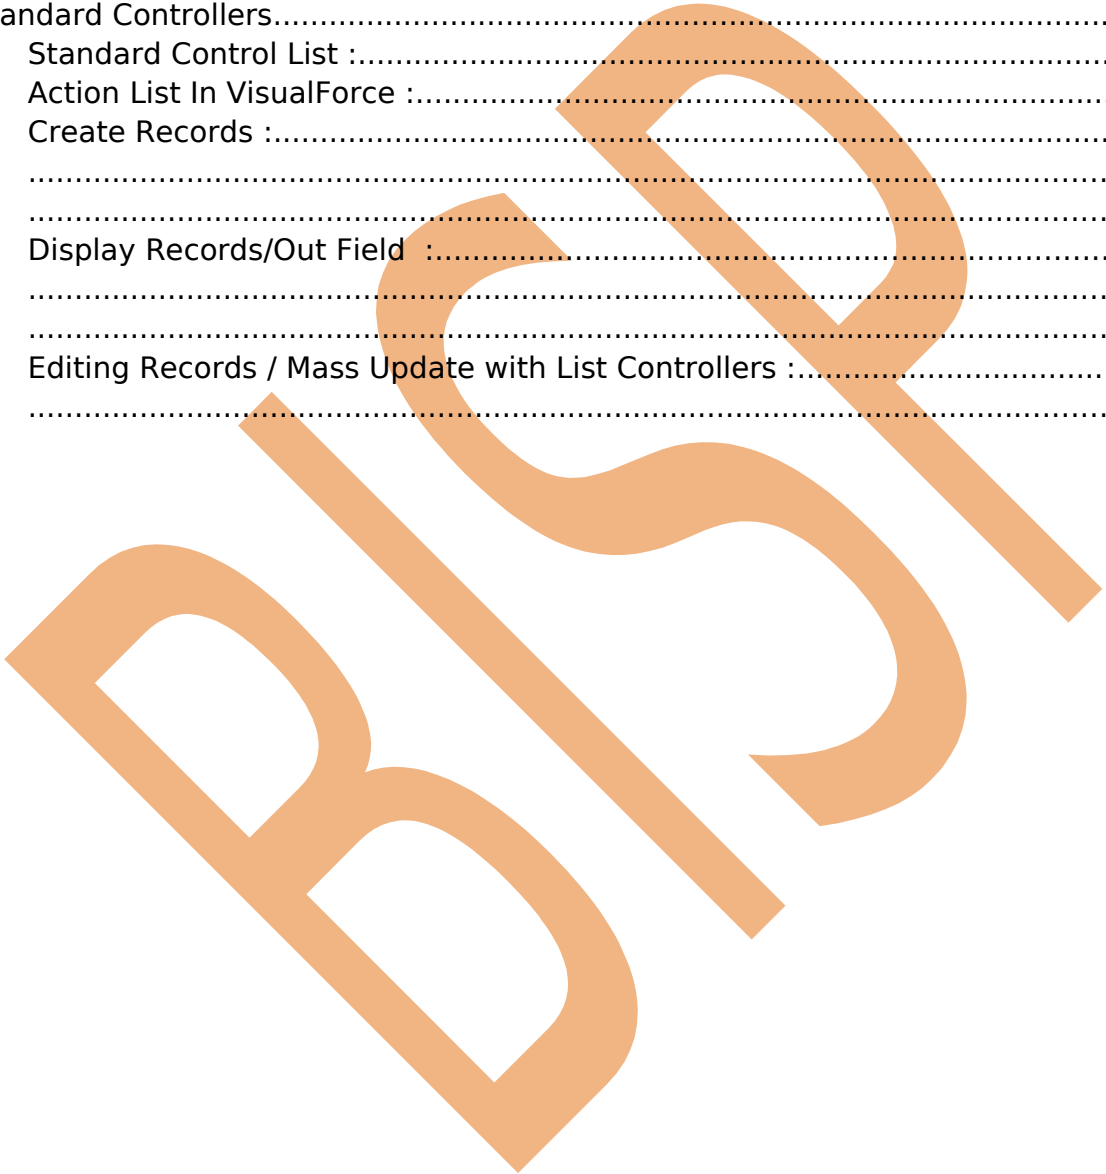 andard Controllers................................................................................................
Standard Control List :................................................................................
Action List In VisualForce :..........................................................................
Create Records :.........................................................................................
....................................................................................................................
....................................................................................................................
Display Records/Out Field  :........................................................................
....................................................................................................................
....................................................................................................................
Editing Records / Mass Update with List Controllers :................................
....................................................................................................................
BISP